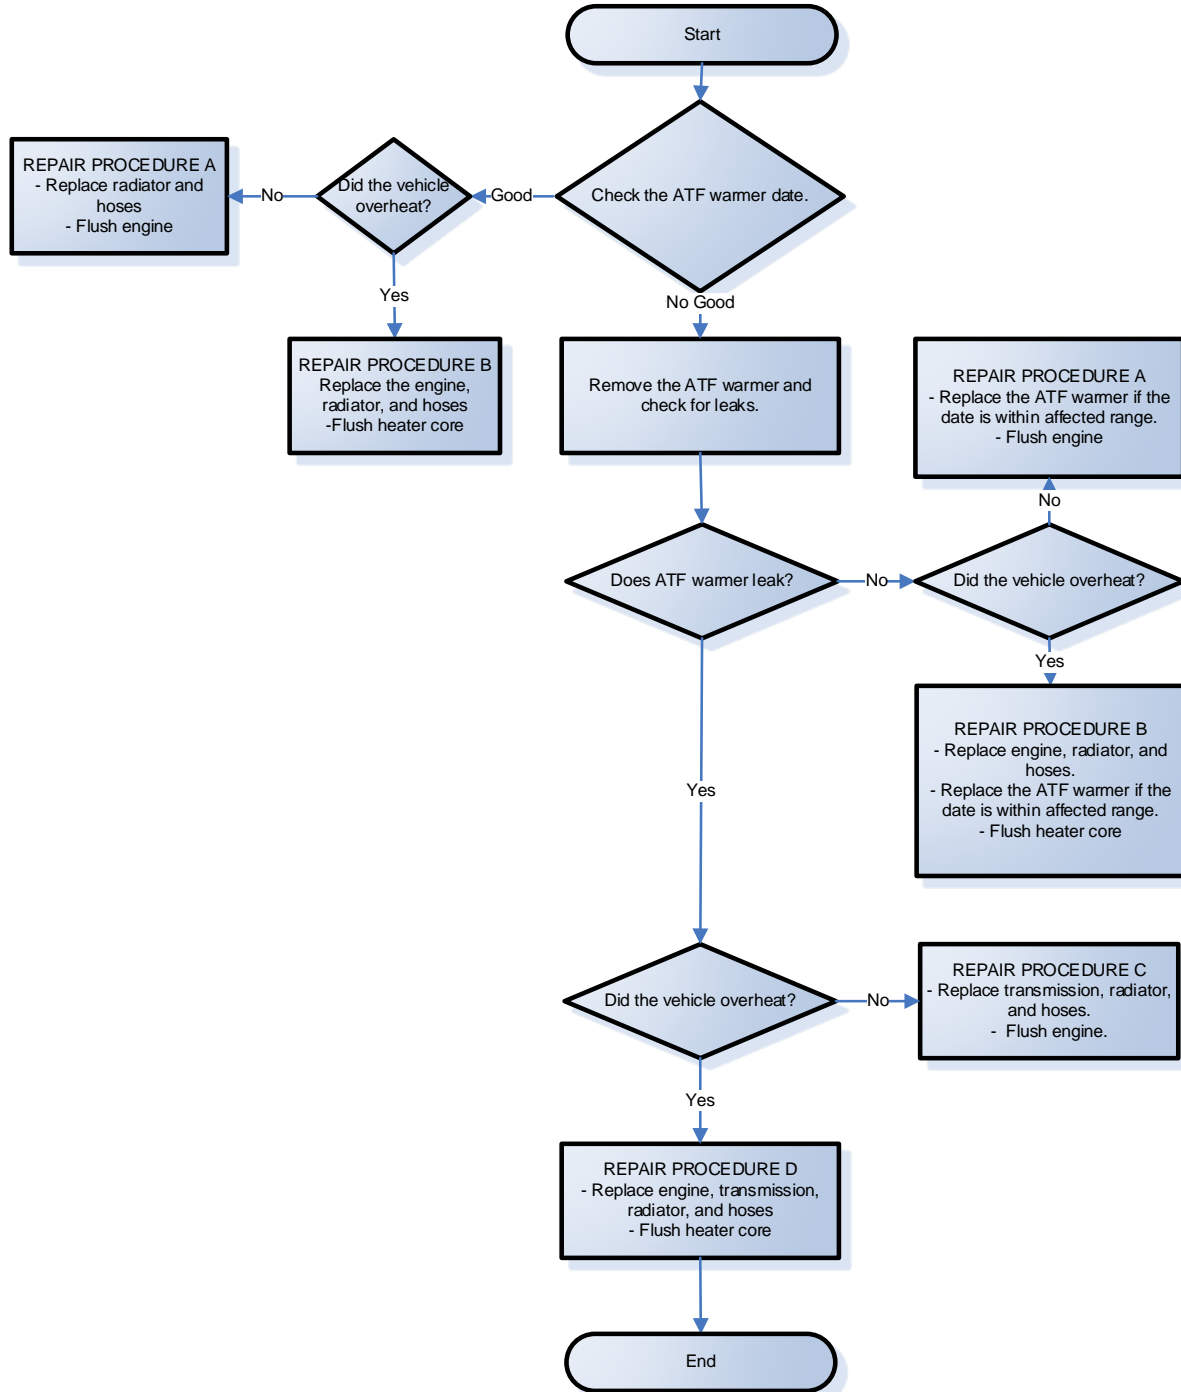 Start
Check the ATF warmer date.
Good
Did the vehicle
overheat?
No
REPAIR PROCEDURE A
- Replace radiator and
hoses
- Flush engine
Yes
REPAIR PROCEDURE B
Replace the engine,
radiator, and hoses
-Flush heater core
No Good
Remove the ATF warmer and
check for leaks.
REPAIR PROCEDURE A
- Replace the ATF warmer if the
date is within affected range.
- Flush engine
No
Does ATF warmer leak?
No
Did the vehicle overheat?
Yes
REPAIR PROCEDURE B
- Replace engine, radiator, and
hoses.
- Replace the ATF warmer if the
date is within affected range.
- Flush heater core
Yes
Did the vehicle overheat?
No
REPAIR PROCEDURE C
- Replace transmission, radiator,
and hoses.
- Flush engine.
Yes
REPAIR PROCEDURE D
- Replace engine, transmission,
radiator, and hoses
- Flush heater core
End